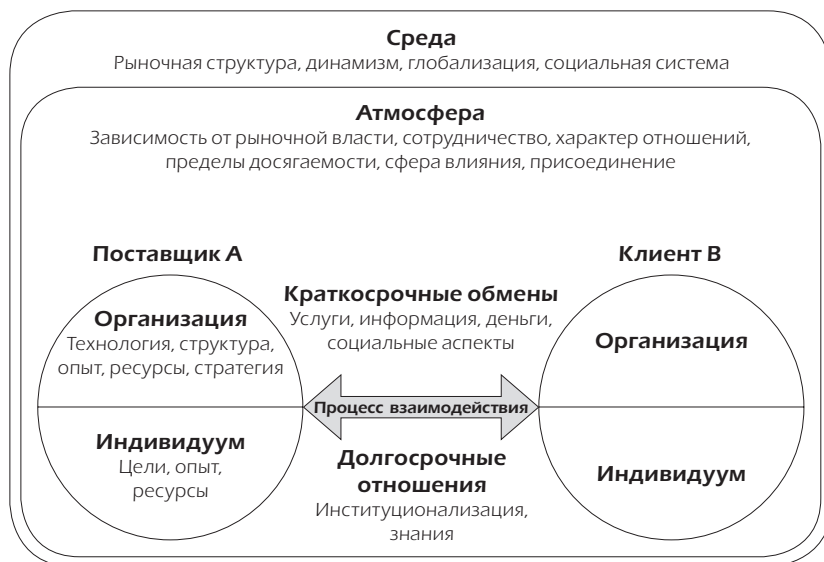 Среда
Рыночная структура, динамизм, глобализация, социальная система
Атмосфера
Зависимость от рыночной власти, сотрудничество, характер отношений,
пределы досягаемости, сфера влияния, присоединение
Поставщик А
Организация
Технология, структура,
опыт, ресурсы, стратегия
Индивидуум
Цели, опыт,
ресурсы
Краткосрочные обмены
Услуги, информация, деньги,
социальные аспекты
Процесс взаимодействия
Долгосрочные
отношения
Институционализация,
знания
Клиент В
Организация
Индивидуум